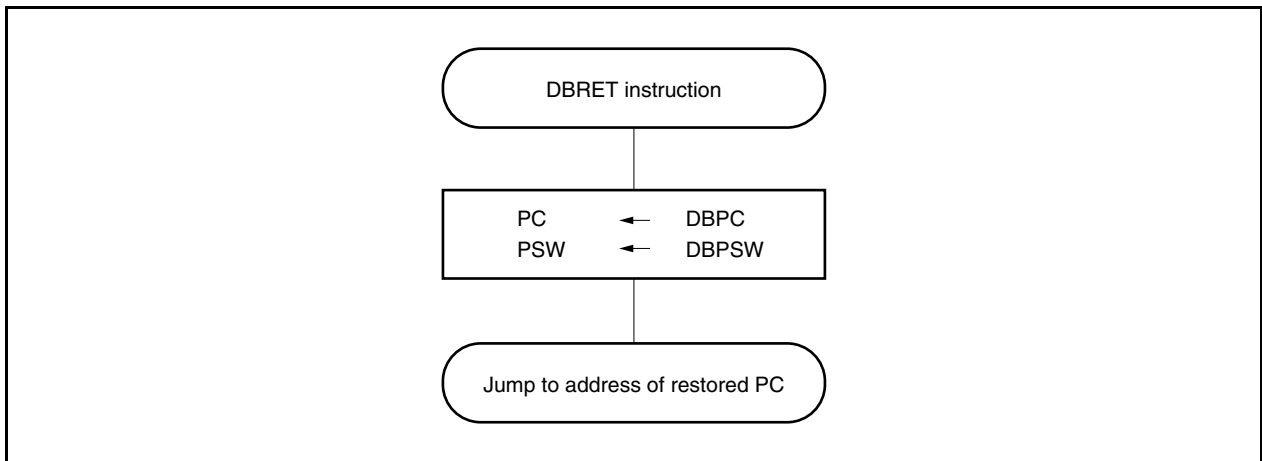 DBRET instruction
PC ← DBPC
PSW ← DBPSW
Jump to address of restored PC